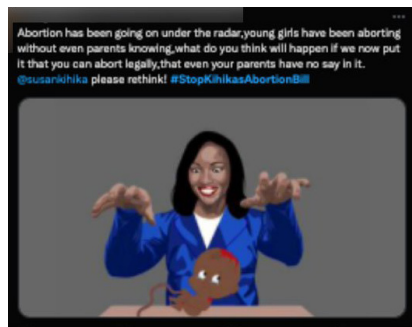 Abortion has been going on under the radar,young girls have been aborting
without even parents knowing,what do you think will happen if we now put
it that you can abort legally,that even your parents have no say in it.
@susankihika please rethink! #StopKihikasAbortionBill